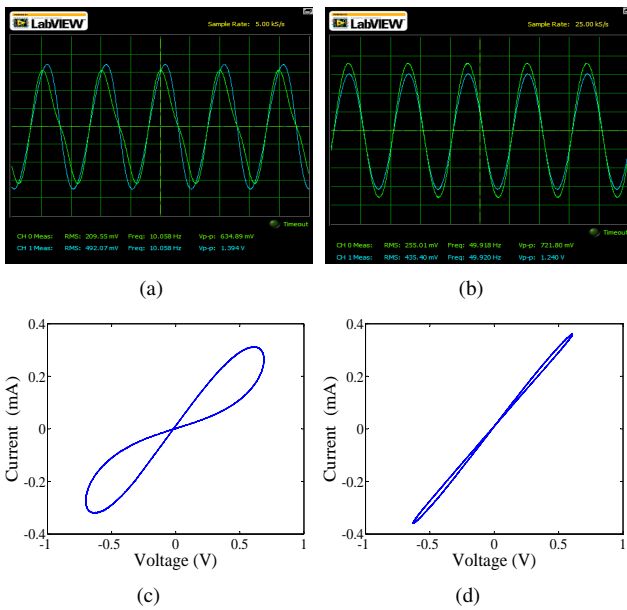 LabVIEW Sample Rate: 5.00 kS/s
Timeout
CH 0 Meas: RMS: 209.55 mV Freq: 10.058 Hz Vp-p: 634.89 mV
CH 1 Meas: RMS: 492.07 mV Freq: 10.058 Hz Vp-p: 1.394 V
(a)
LabVIEW Sample Rate: 25.00 kS/s
Timeout
CH 0 Meas: RMS: 255.01 mV Freq: 49.918 Hz Vp-p: 721.80 mV
CH 1 Meas: RMS: 435.40 mV Freq: 49.920 Hz Vp-p: 1.240 V
(b)
0.4
0.2
0
-0.2
-0.4
Current (mA)
-1 -0.5 0 0.5 1
Voltage (V)
(c)
0.4
0.2
0
-0.2
-0.4
Current (mA)
-1 -0.5 0 0.5 1
Voltage (V)
(d)